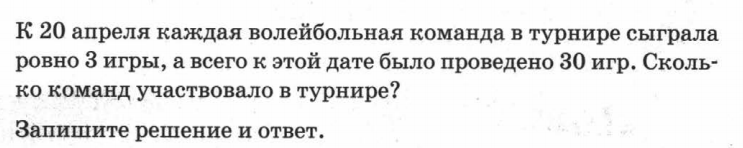 К 20 апреля каждая волейбольная команда в турнире сыграла
ровно 3 игры, а всего к этой дате было проведено 30 игр. Сколь-
ко команд участвовало в турнире?
Запишите решение и ответ.